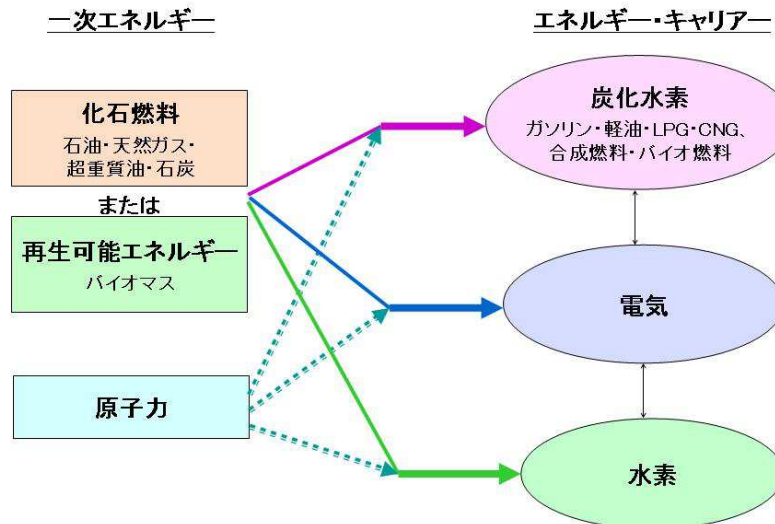 一次エネルギー
エネルギー・キャリアー
化石燃料
石油・天然ガス・
超重質油・石炭
または
再生可能エネルギー
バイオマス
原子力
炭化水素
ガソリン・軽油・LPG・CNG、
合成燃料・バイオ燃料
電気
水素